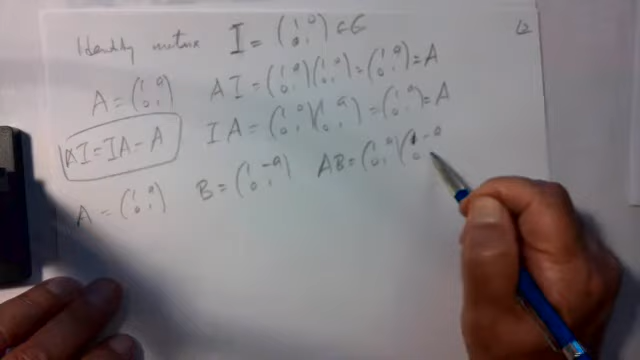 Identity matrix I = (1 0 0 1) ∈ G
A = (1 a 0 1) AI = (1 a 0 1)(1 0 0 1) = (1 a 0 1) = A
AI = IA = A IA = (1 0 0 1)(1 a 0 1) = (1 a 0 1) = A
A = (1 a 0 1) B = (1 -a 0 1) AB = (1 a 0 1)(1 -a 0